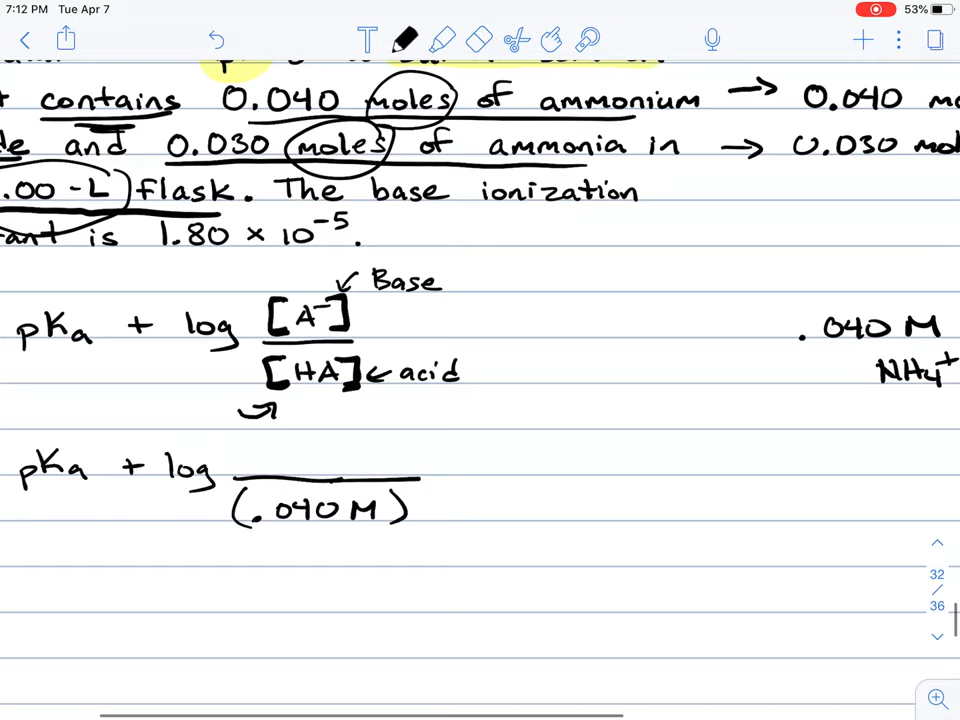 7:12 PM Tue Apr 7
53%
contains 0.040 moles of ammonium → 0.040
and 0.030 moles of ammonia in → 0.030
.00-L flask. The base ionization
is 1.80 × 10⁻⁵.
Base
pKa + log [A⁻]
[HA] ← acid
.040 M
NH₄⁺
pKa + log
(.040 M)
32
/
36